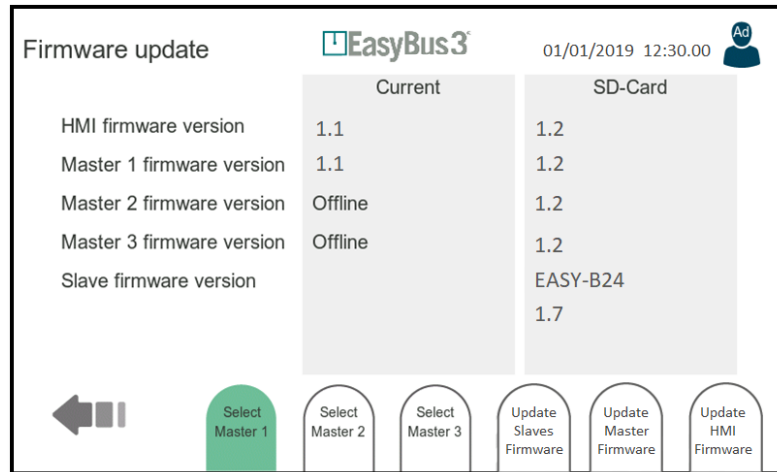 Firmware update
EasyBus3
01/01/2019 12:30.00
Ad
Current
SD-Card
HMI firmware version
1.1
1.2
Master 1 firmware version
1.1
1.2
Master 2 firmware version
Offline
1.2
Master 3 firmware version
Offline
1.2
Slave firmware version
EASY-B24
1.7
Select
Master 1
Select
Master 2
Select
Master 3
Update
Slaves
Firmware
Update
Master
Firmware
Update
HMI
Firmware